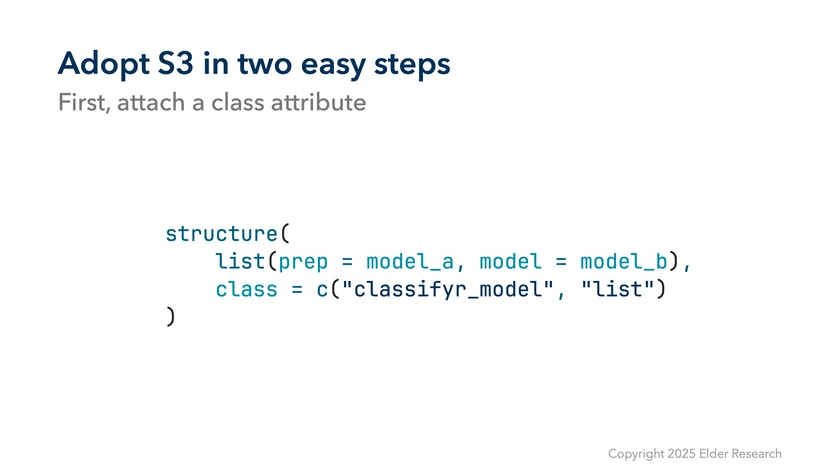 Adopt S3 in two easy steps
First, attach a class attribute
structure(
    list(prep = model_a, model = model_b),
    class = c("classifyr_model", "list")
)
Copyright 2025 Elder Research